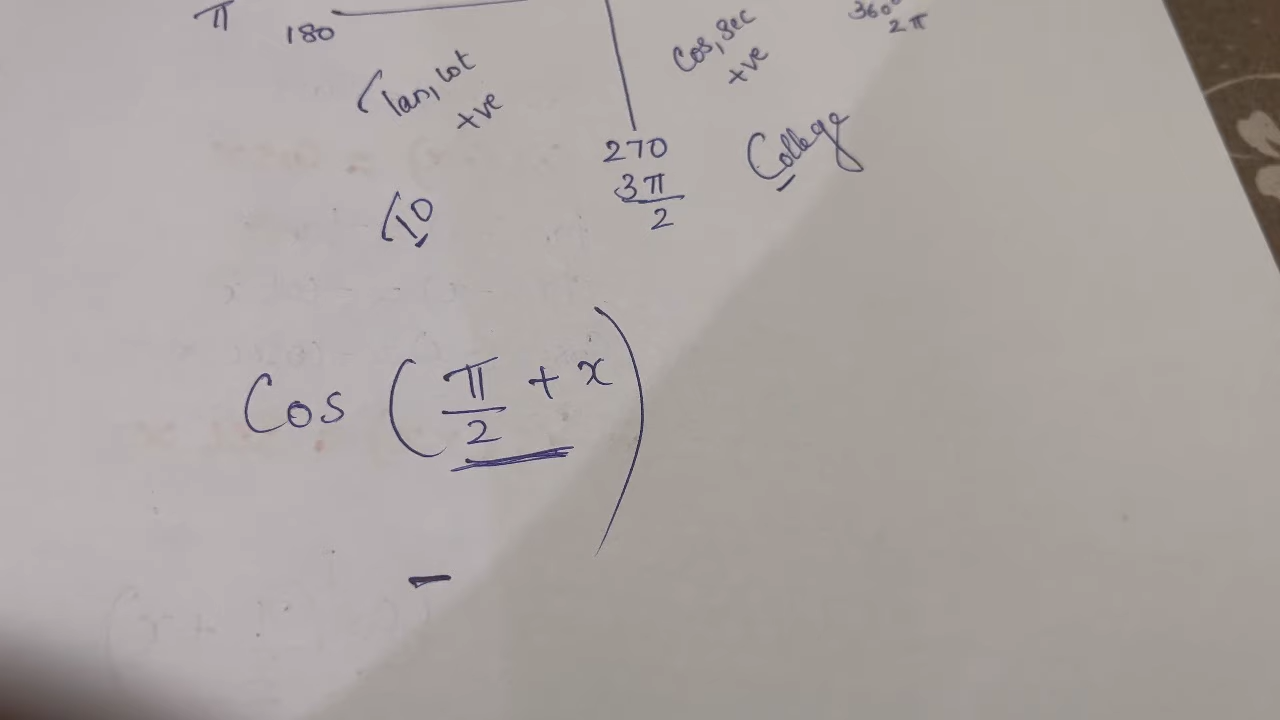 π 180
360
2π
Cos, sec
+ve
Tan, Cot
+ve
270
3π/2
College
TO
Cos (π/2 + x)
-